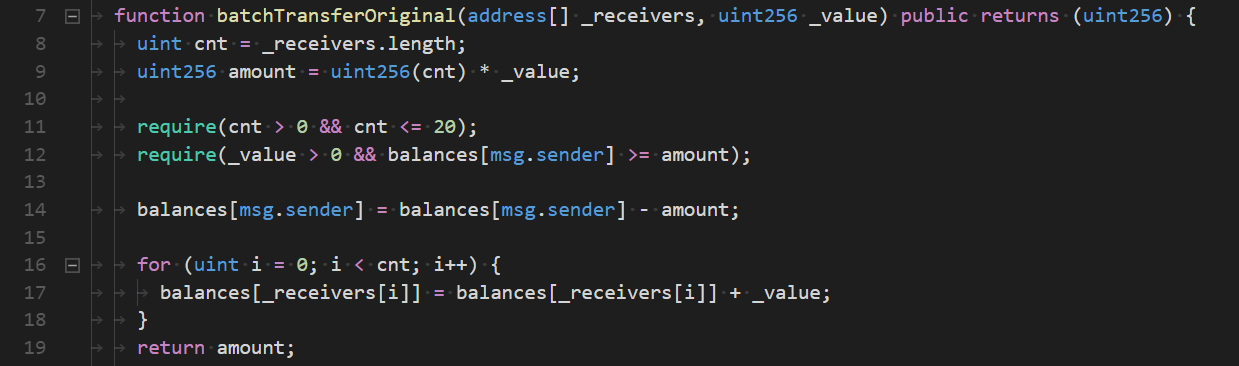 7 function batchTransferOriginal(address[] _receivers, uint256 _value) public returns (uint256) {
8 uint cnt = _receivers.length;
9 uint256 amount = uint256(cnt) * _value;
10
11 require(cnt > 0 && cnt <= 20);
12 require(_value > 0 && balances[msg.sender] >= amount);
13
14 balances[msg.sender] = balances[msg.sender] - amount;
15
16 for (uint i = 0; i < cnt; i++) {
17 balances[_receivers[i]] = balances[_receivers[i]] + _value;
18 }
19 return amount;